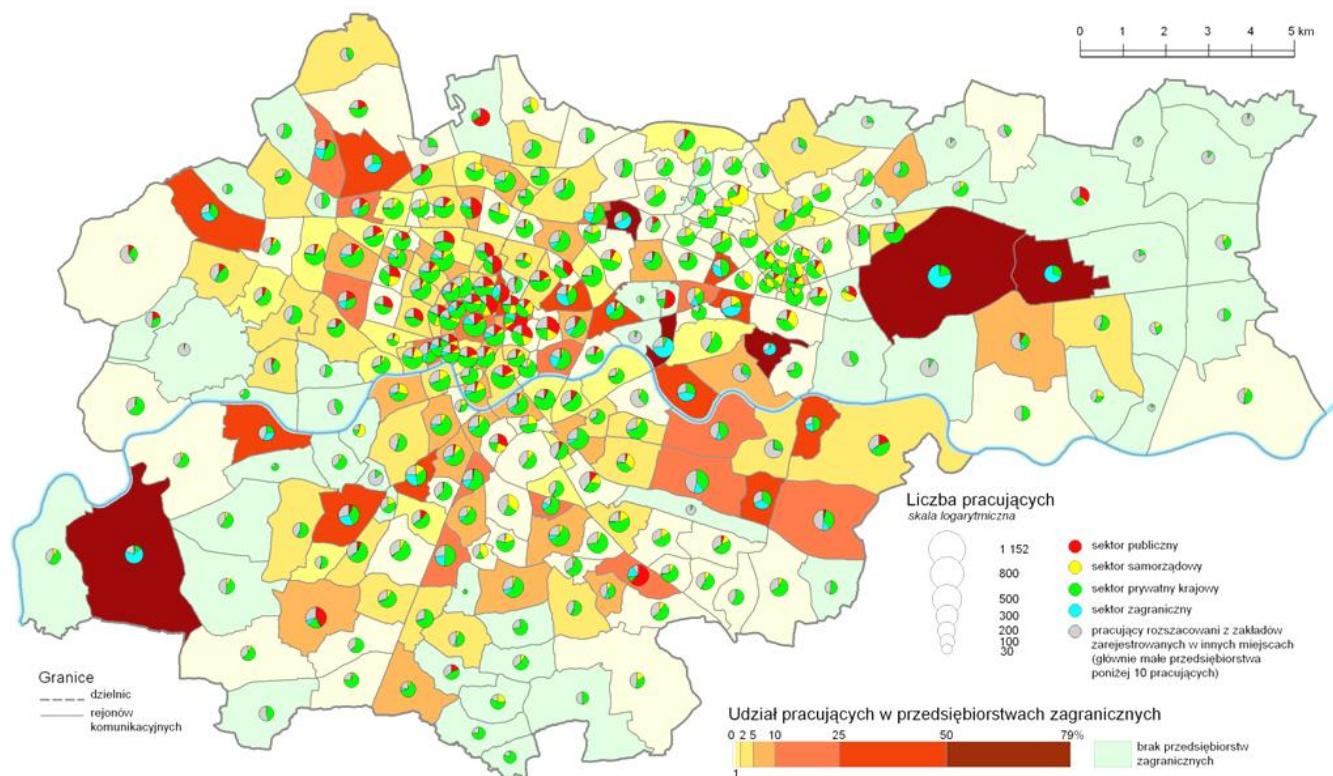 0 1 2 3 4 5 km
Liczba pracujących
skala logarytmiczna
1 152
800
500
300
200
100
30
sektor publiczny
sektor samorządowy
sektor prywatny krajowy
sektor zagraniczny
pracujący rozszacowani z zakładów
zarejestrowanych w innych miejscach
(głównie małe przedsiębiorstwa
poniżej 10 pracujących)
Granice
dzielnic
rejonów
komunikacyjnych
Udział pracujących w przedsiębiorstwach zagranicznych
0 2 5 10 25 50 79%
1
brak przedsiębiorstw
zagranicznych